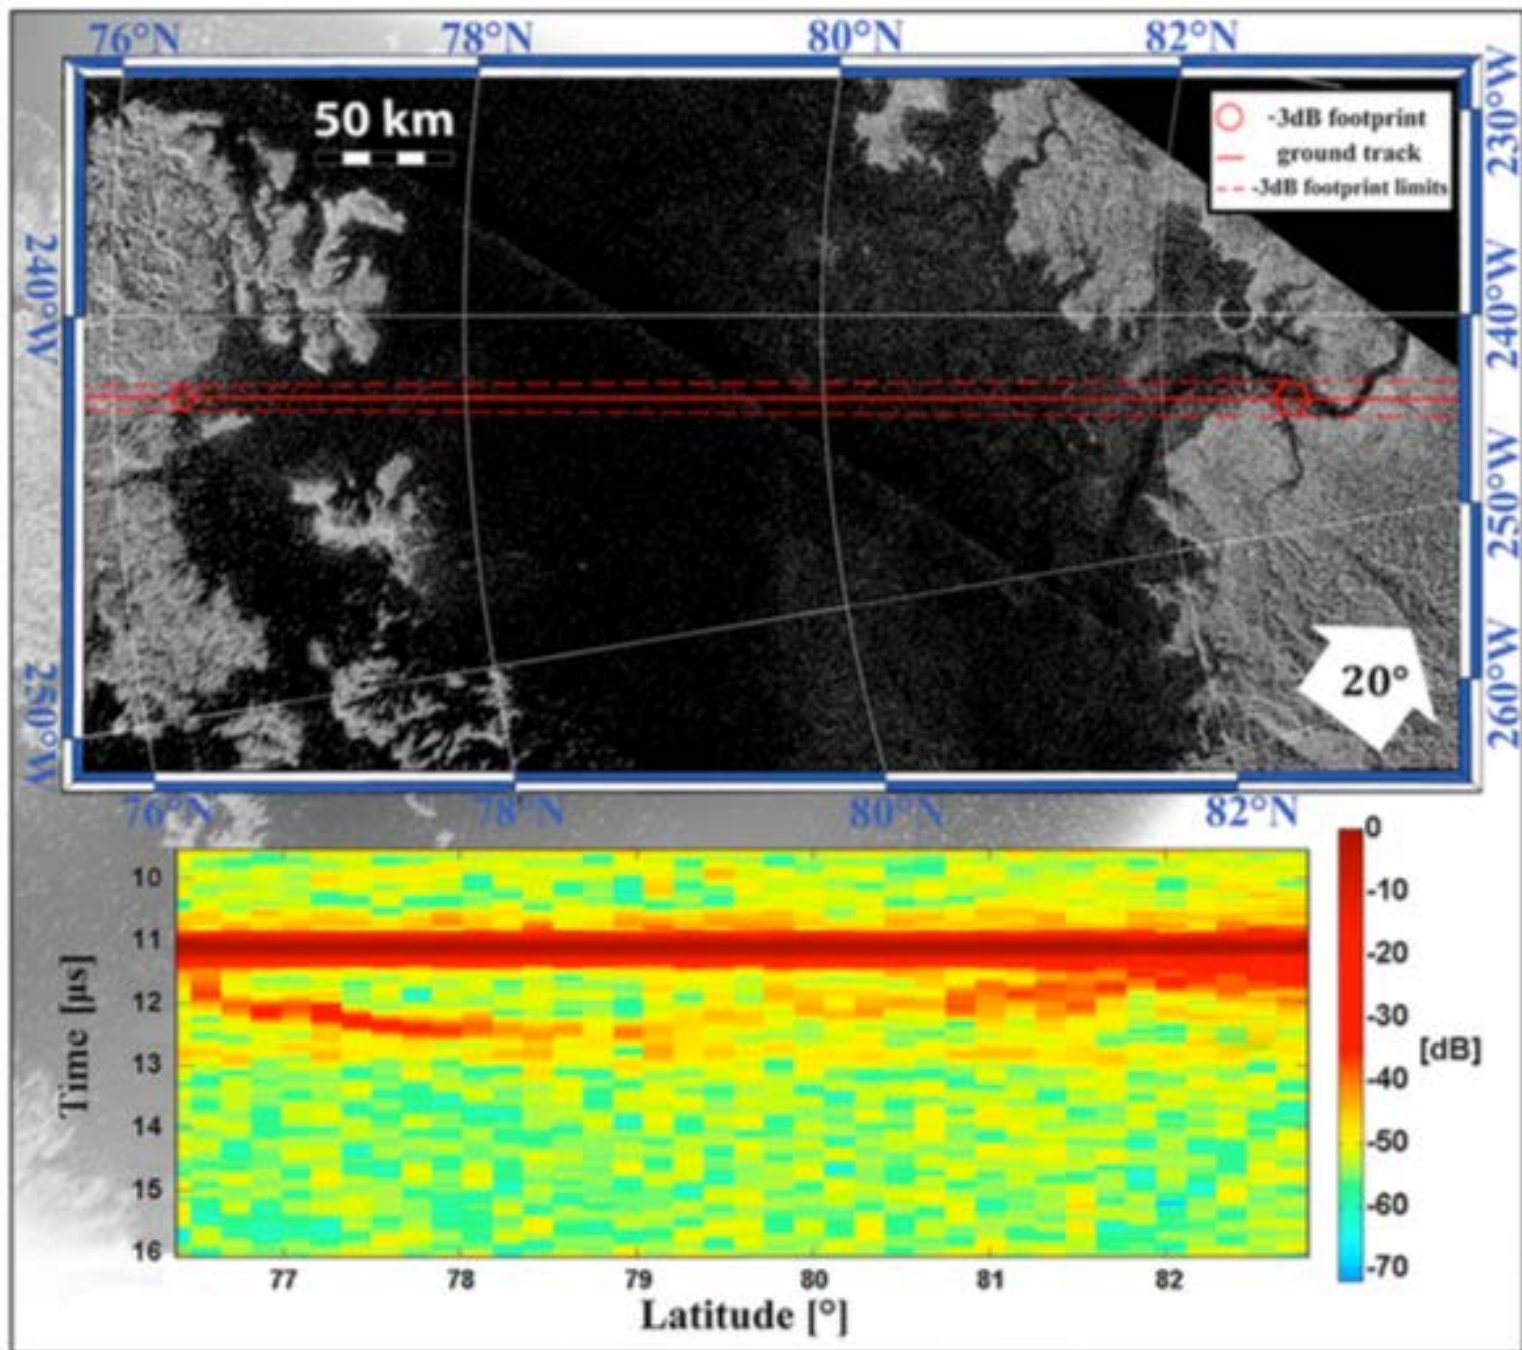 76°N 78°N 80°N 82°N
50 km
-3dB footprint
ground track
-3dB footprint limits
230°W
240°W
250°W
260°W
240°W
250°W
20°
76°N 78°N 80°N 82°N
0
-10
-20
-30
-40
-50
-60
-70
[dB]
10
11
12
13
14
15
16
Time [µs]
77 78 79 80 81 82
Latitude [°]